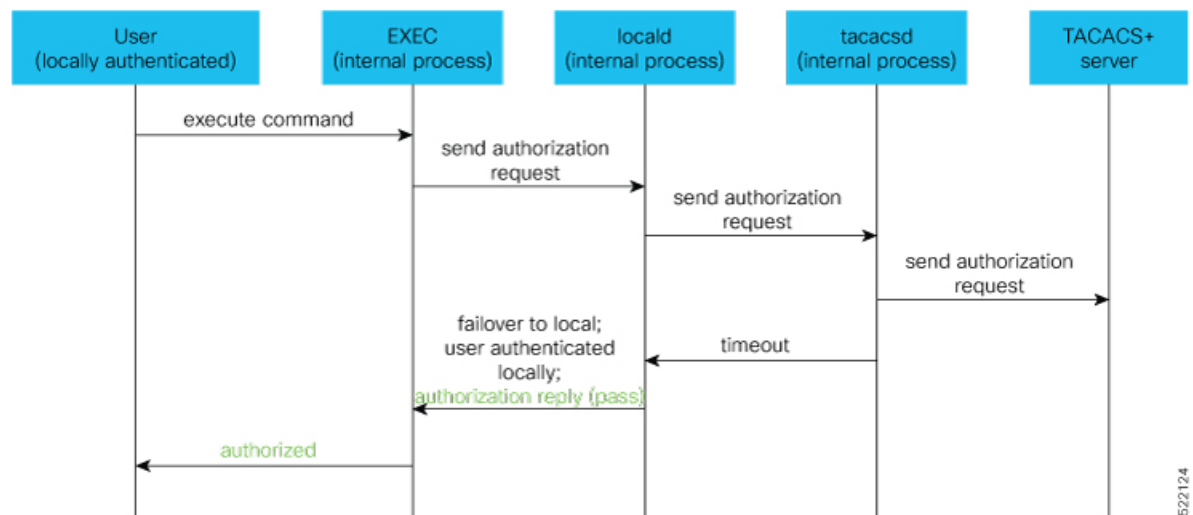 User
(locally authenticated)
EXEC
(internal process)
locald
(internal process)
tacacsd
(internal process)
TACACS+
server
execute command
send authorization
request
send authorization
request
send authorization
request
timeout
failover to local;
user authenticated
locally;
authorization reply (pass)
authorized
522124